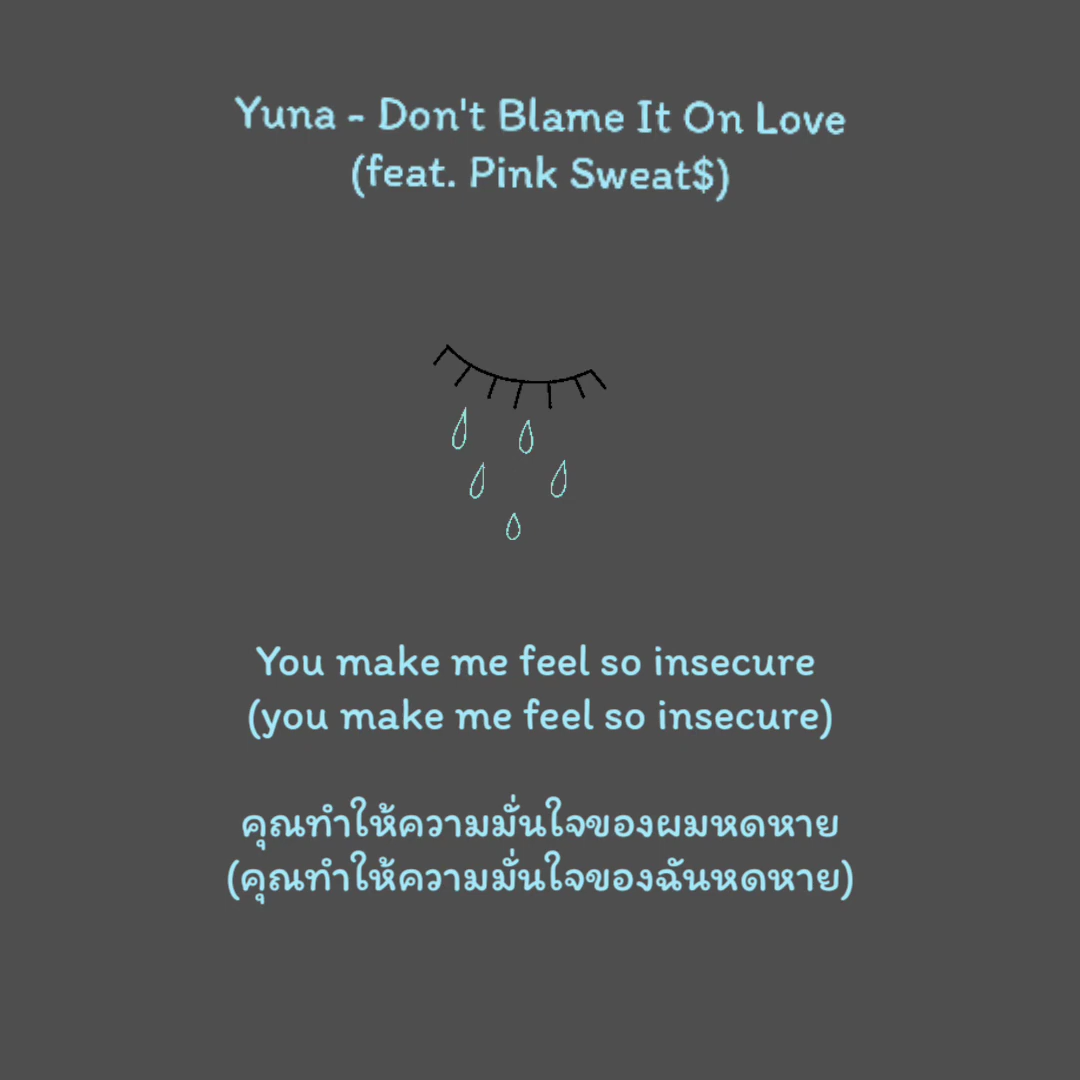 Yuna - Don't Blame It On Love
(feat. Pink Sweat$)
You make me feel so insecure
(you make me feel so insecure)
คุณทำให้ความมั่นใจของผมหดหาย
(คุณทำให้ความมั่นใจของฉันหดหาย)